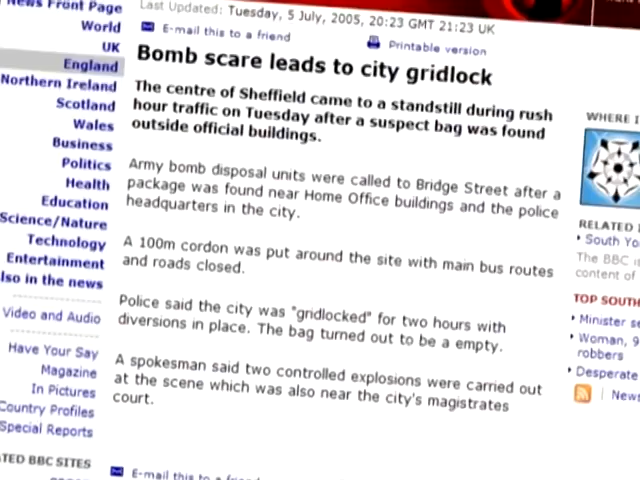 News Front Page
World
UK
England
Northern Ireland
Scotland
Wales
Business
Politics
Health
Education
Science/Nature
Technology
Entertainment
in the news
Video and Audio
Have Your Say
Magazine
In Pictures
Country Profiles
Special Reports
BBC SITES
Last Updated: Tuesday, 5 July, 2005, 20:23 GMT 21:23 UK
E-mail this to a friend
Printable version
Bomb scare leads to city gridlock
The centre of Sheffield came to a standstill during rush
hour traffic on Tuesday after a suspect bag was found
outside official buildings.
Army bomb disposal units were called to Bridge Street after a
package was found near Home Office buildings and the police
headquarters in the city.
A 100m cordon was put around the site with main bus routes
and roads closed.
Police said the city was "gridlocked" for two hours with
diversions in place. The bag turned out to be a empty.
A spokesman said two controlled explosions were carried out
at the scene which was also near the city's magistrates
court.
E-mail this to a friend
WHERE
RELATED
South
The BBC
content of
TOP
Minister
Woman,
robbers
Desperate
News